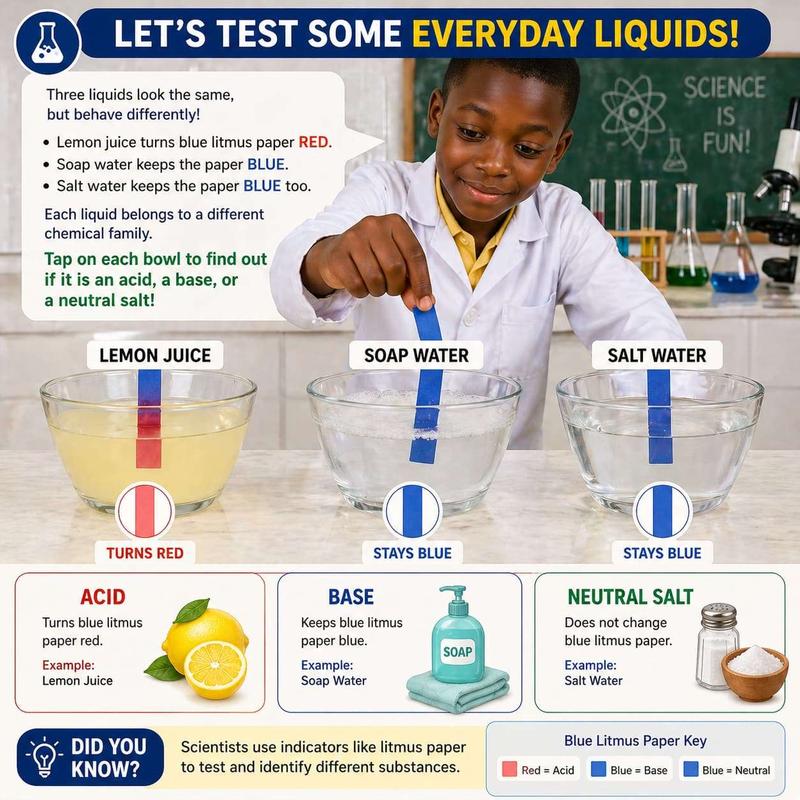 LET'S TEST SOME EVERYDAY LIQUIDS!
Three liquids look the same,
but behave differently!
• Lemon juice turns blue litmus paper RED.
• Soap water keeps the paper BLUE.
• Salt water keeps the paper BLUE too.
Each liquid belongs to a different
chemical family.
Tap on each bowl to find out
if it is an acid, a base, or
a neutral salt!
SCIENCE
IS
FUN!
LEMON JUICE
SOAP WATER
SALT WATER
TURNS RED
STAYS BLUE
STAYS BLUE
ACID
Turns blue litmus
paper red.
Example:
Lemon Juice
BASE
Keeps blue litmus
paper blue.
Example:
Soap Water
SOAP
NEUTRAL SALT
Does not change
blue litmus paper.
Example:
Salt Water
DID YOU
KNOW?
Scientists use indicators like litmus paper
to test and identify different substances.
Blue Litmus Paper Key
Red = Acid
Blue = Base
Blue = Neutral